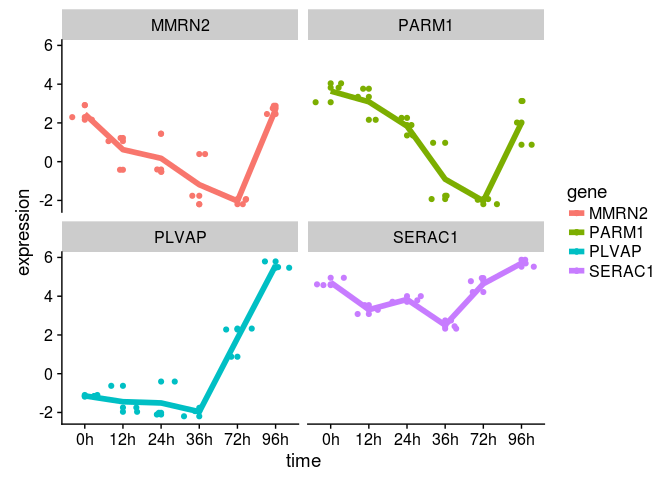 MMRN2 PARM1
6
4
2
0
-2
PLVAP SERAC1
6
4
2
0
-2
0h 12h 24h 36h 72h 96h 0h 12h 24h 36h 72h 96h
time
expression
gene
MMRN2
PARM1
PLVAP
SERAC1